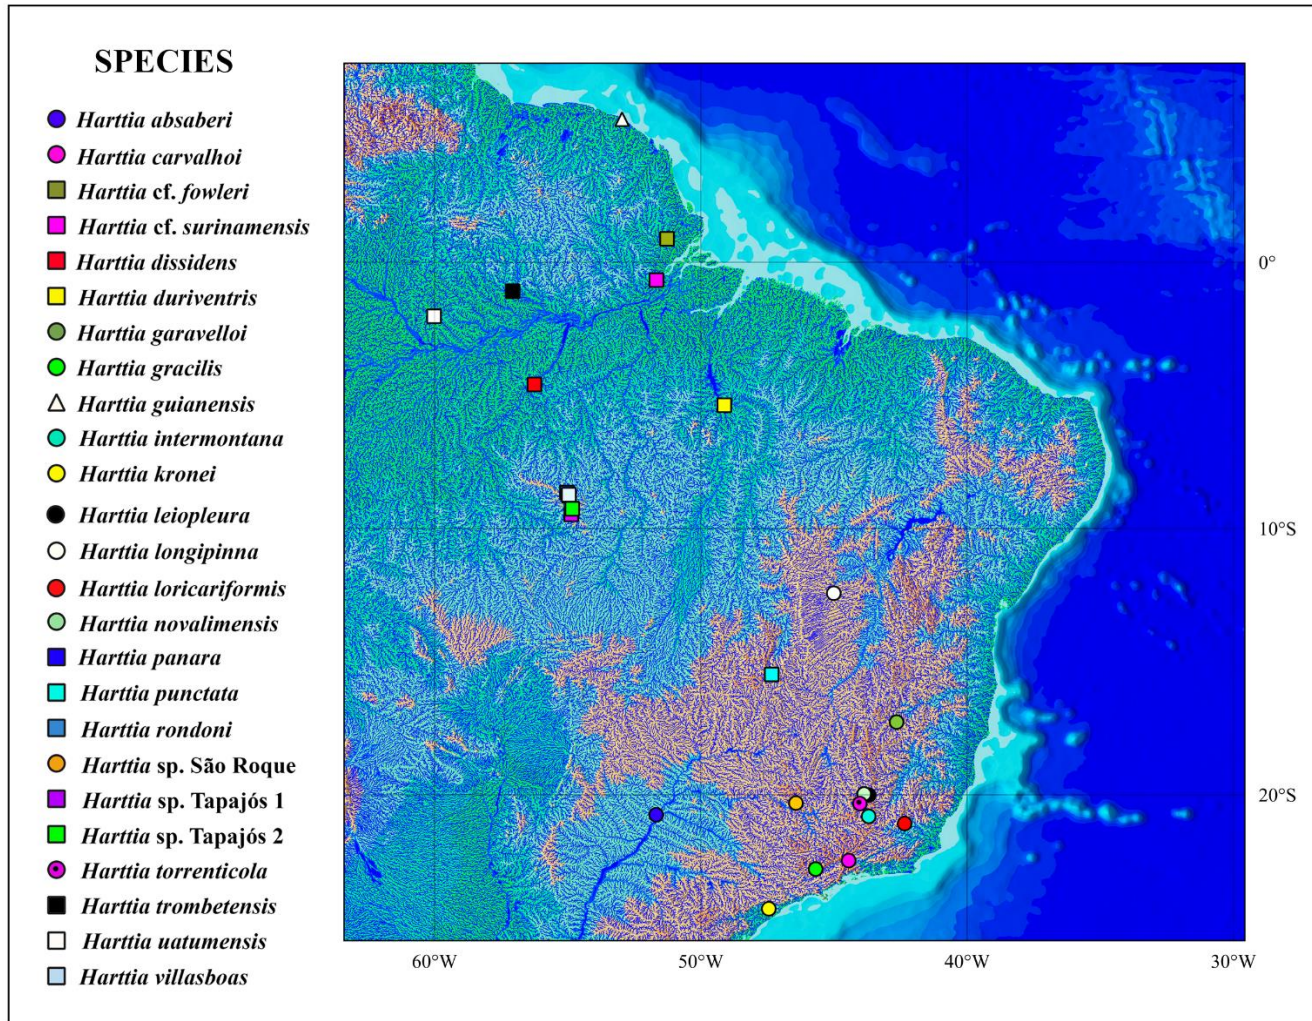 SPECIES
Harttia absaberi
Harttia carvalhoi
Harttia cf. fowleri
Harttia cf. surinamensis
Harttia dissidens
Harttia duriventris
Harttia garavelloi
Harttia gracilis
Harttia guianensis
Harttia intermontana
Harttia kronei
Harttia leiopleura
Harttia longipinna
Harttia loricariformis
Harttia novalimensis
Harttia panara
Harttia punctata
Harttia rondoni
Harttia sp. São Roque
Harttia sp. Tapajós 1
Harttia sp. Tapajós 2
Harttia torrenticola
Harttia trombetensis
Harttia uatumensis
Harttia villasboas
0°
10°S
20°S
60°W 50°W 40°W 30°W